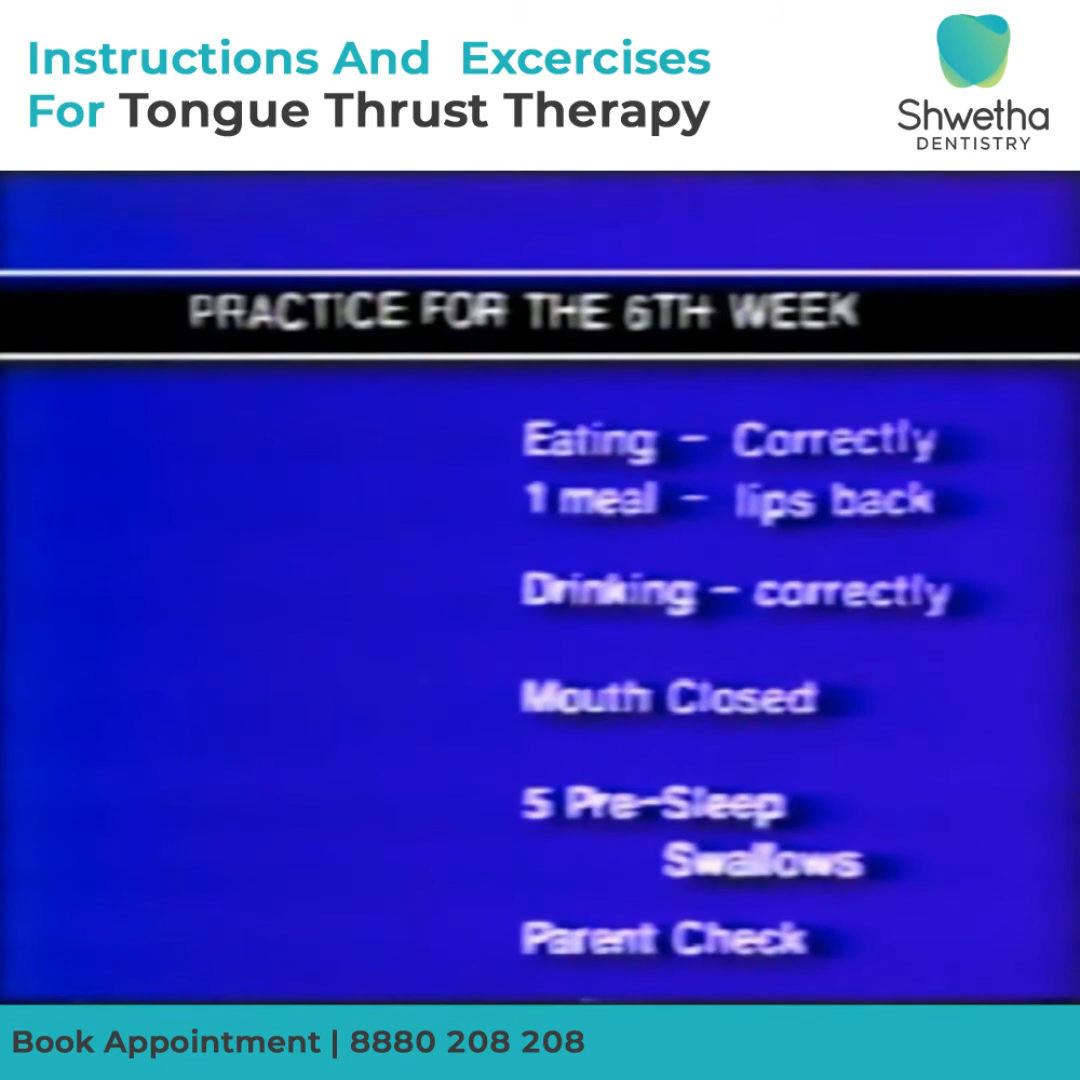 Instructions And Excercises
For Tongue Thrust Therapy
Shwetha
DENTISTRY
PRACTICE FOR THE 6TH WEEK
Eating - Correctly
1 meal - lips back
Drinking - correctly
Mouth Closed
5 Pre-Sleep
Swallows
Parent Check
Book Appointment | 8880 208 208